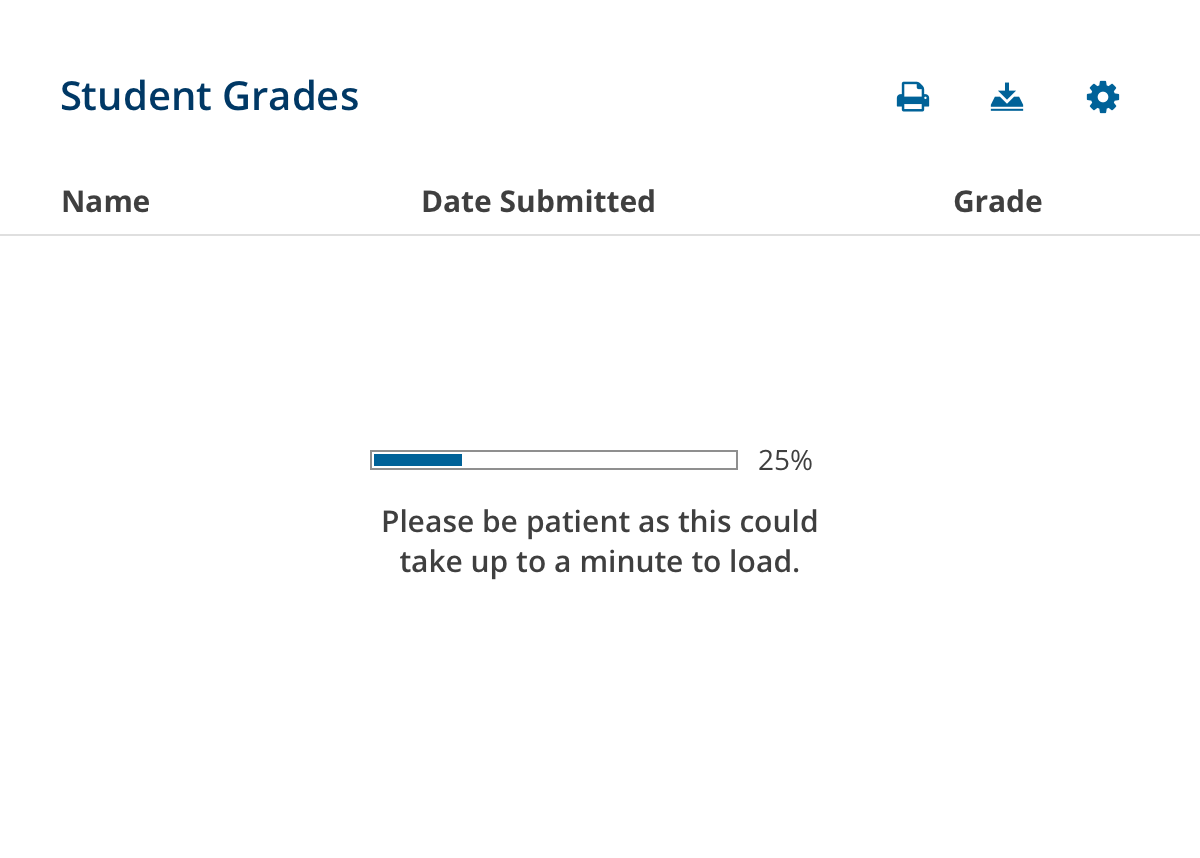 Student Grades
Name Date Submitted Grade
25%
Please be patient as this could
take up to a minute to load.